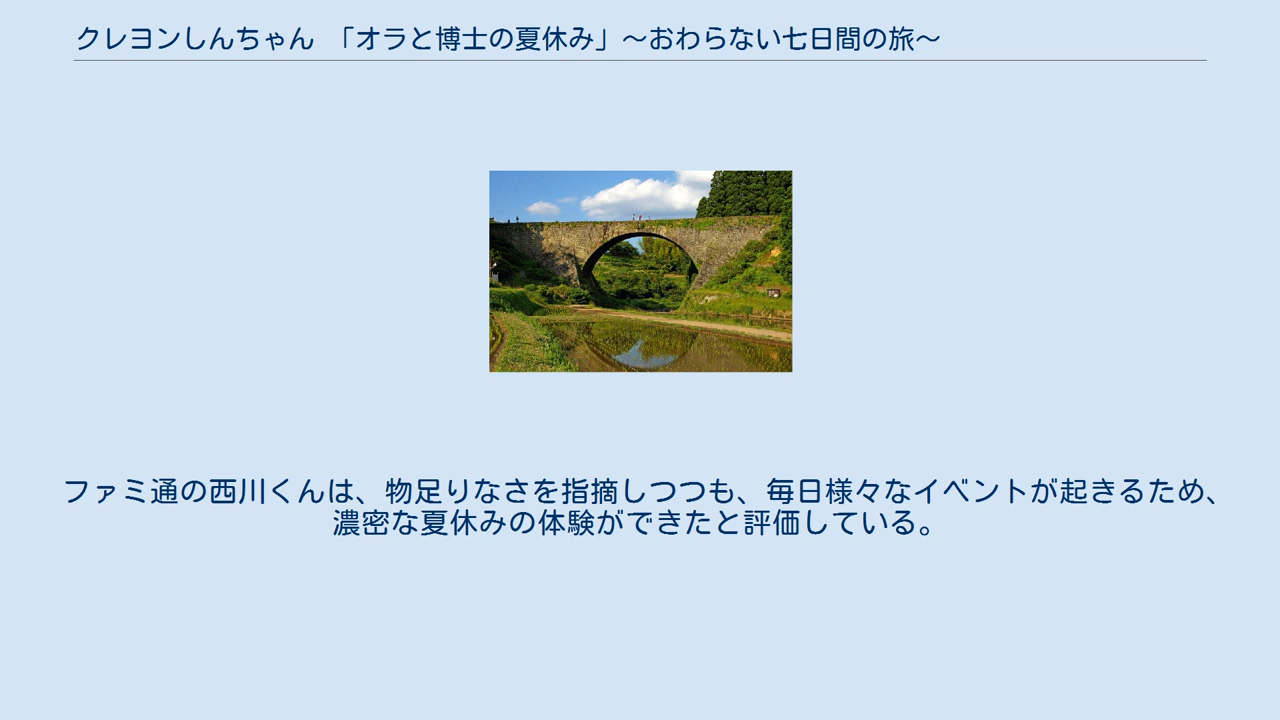 クレヨンしんちゃん 「オラと博士の夏休み」～おわらない七日間の旅～
ファミ通の西川くんは、物足りなさを指摘しつつも、毎日様々なイベントが起きるため、
濃密な夏休みの体験ができたと評価している。